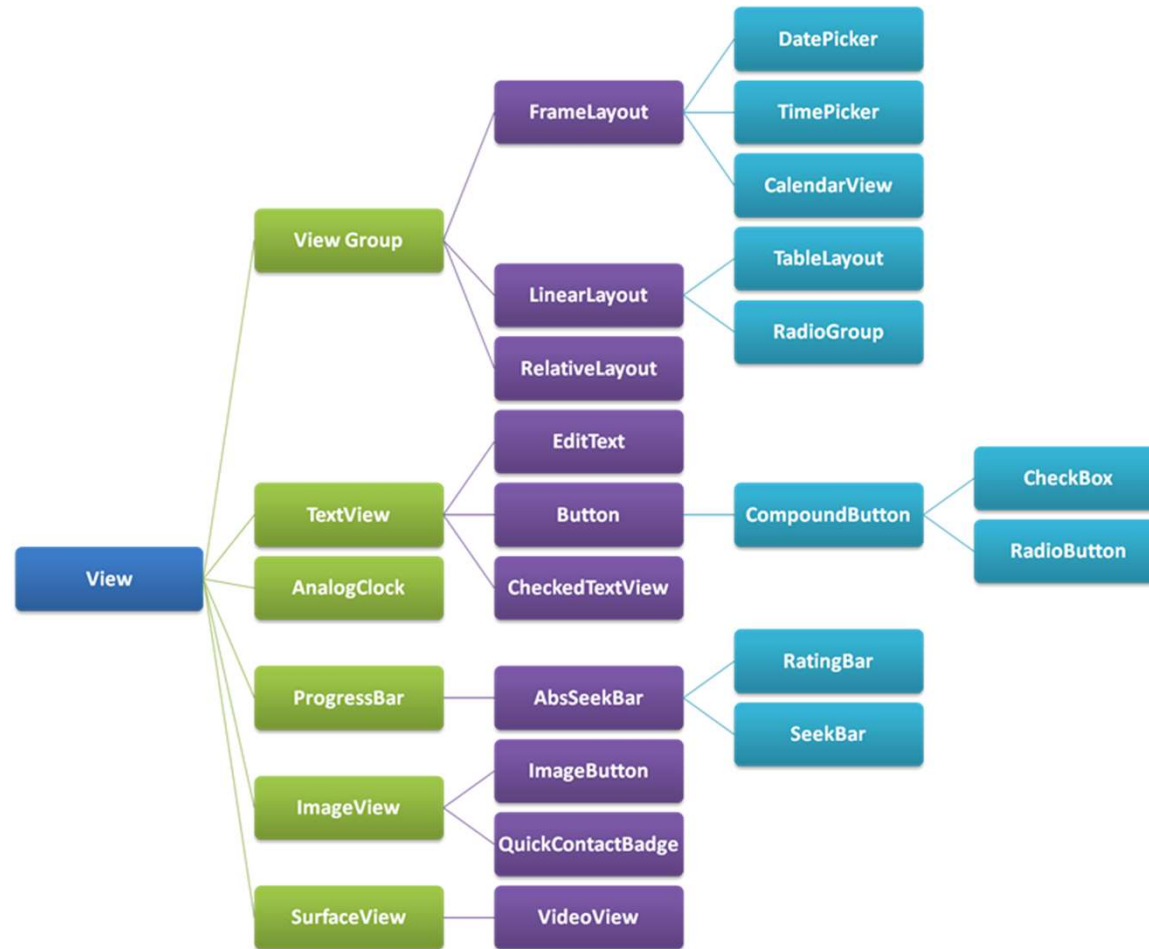 DatePicker
FrameLayout
TimePicker
CalendarView
View Group
TableLayout
LinearLayout
RadioGroup
RelativeLayout
EditText
CheckBox
TextView
Button
CompoundButton
RadioButton
View
AnalogClock
CheckedTextView
RatingBar
ProgressBar
AbsSeekBar
SeekBar
ImageButton
ImageView
QuickContactBadge
SurfaceView
VideoView